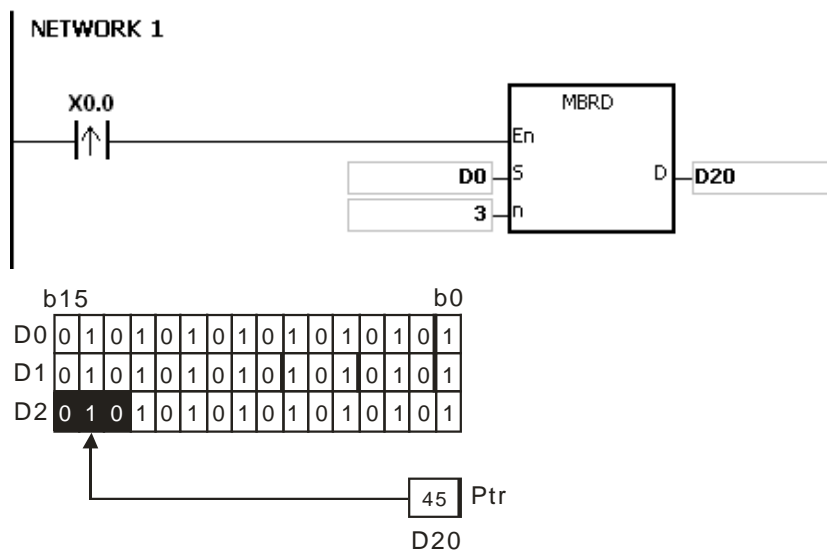 NETWORK 1
X0.0
MBRD
En
D0 S D D20
3 n
b15 b0
D0 0 1 0 1 0 1 0 1 0 1 0 1 0 1 0 1
D1 0 1 0 1 0 1 0 1 0 1 0 1 0 1 0 1
D2 0 1 0 1 0 1 0 1 0 1 0 1 0 1 0 1
45 Ptr
D20